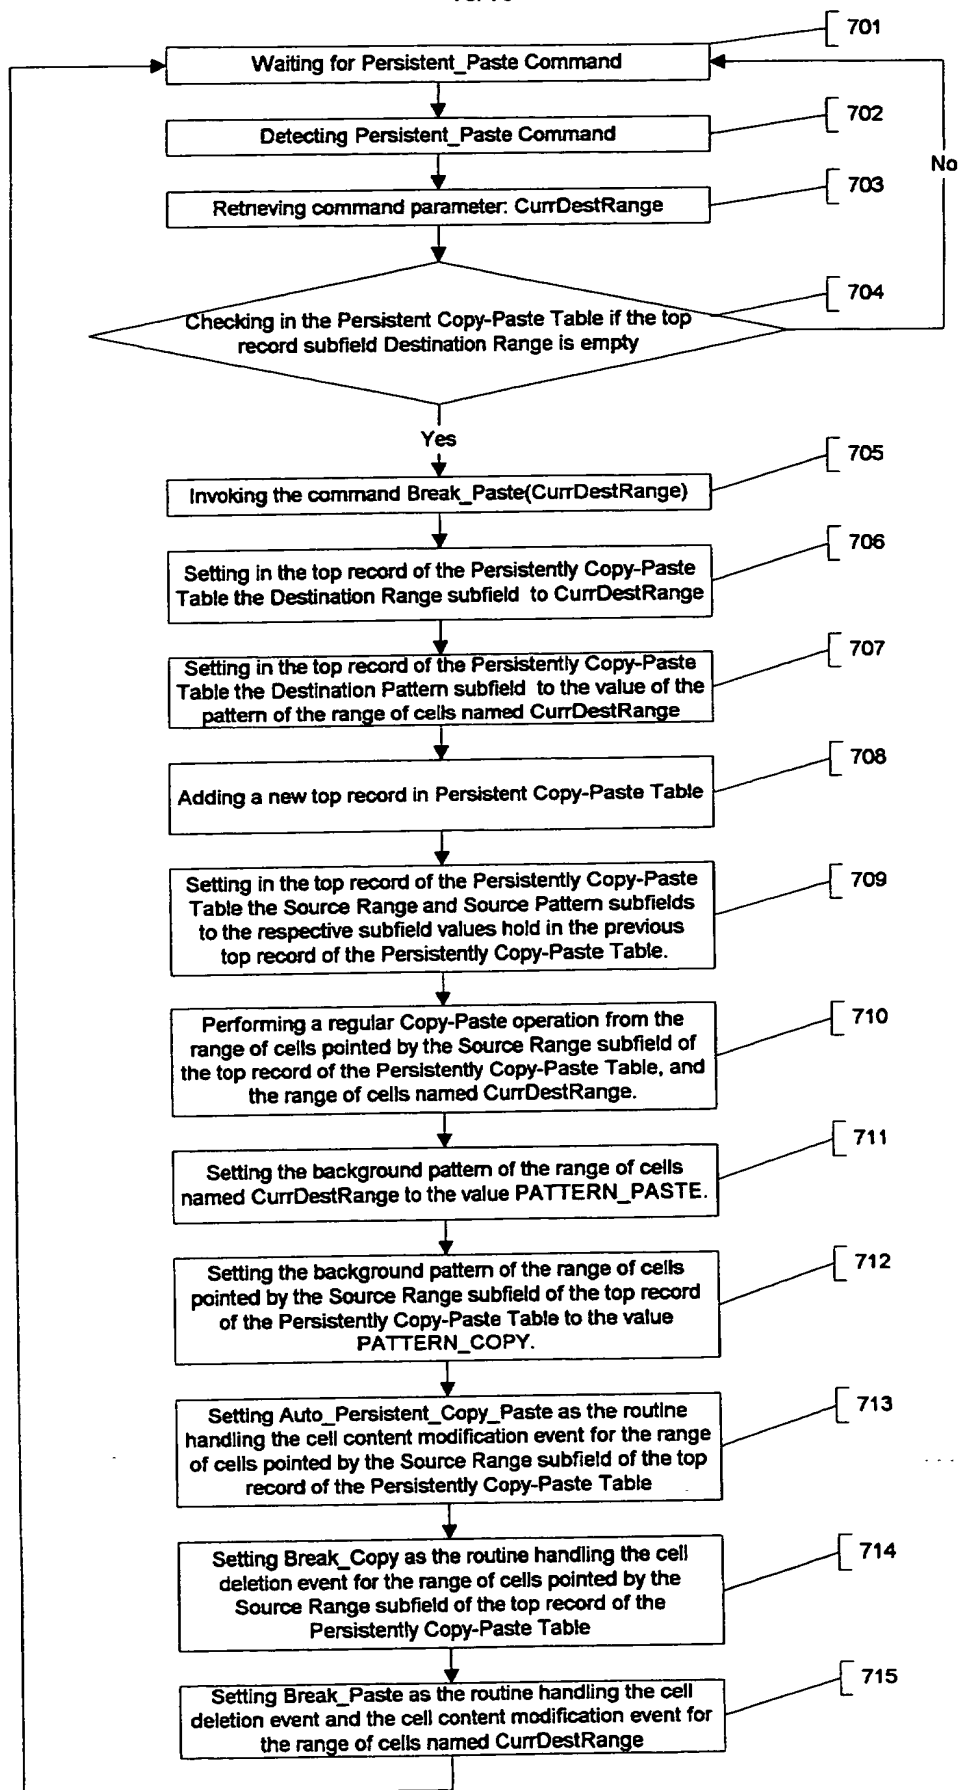 701
Waiting for Persistent_Paste Command
702
Detecting Persistent_Paste Command
No
703
Retrieving command parameter: CurrDestRange
704
Checking in the Persistent Copy-Paste Table if the top
record subfield Destination Range is empty
Yes
705
Invoking the command Break_Paste(CurrDestRange)
706
Setting in the top record of the Persistently Copy-Paste
Table the Destination Range subfield to CurrDestRange
707
Setting in the top record of the Persistently Copy-Paste
Table the Destination Pattern subfield to the value of the
pattern of the range of cells named CurrDestRange
708
Adding a new top record in Persistent Copy-Paste Table
709
Setting in the top record of the Persistently Copy-Paste
Table the Source Range and Source Pattern subfields
to the respective subfield values hold in the previous
top record of the Persistently Copy-Paste Table.
710
Performing a regular Copy-Paste operation from the
range of cells pointed by the Source Range subfield of
the top record of the Persistently Copy-Paste Table, and
the range of cells named CurrDestRange.
711
Setting the background pattern of the range of cells
named CurrDestRange to the value PATTERN_PASTE.
712
Setting the background pattern of the range of cells
pointed by the Source Range subfield of the top record
of the Persistently Copy-Paste Table to the value
PATTERN_COPY.
713
Setting Auto_Persistent_Copy_Paste as the routine
handling the cell content modification event for the range
of cells pointed by the Source Range subfield of the top
record of the Persistently Copy-Paste Table
714
Setting Break_Copy as the routine handling the cell
deletion event for the range of cells pointed by the
Source Range subfield of the top record of the
Persistently Copy-Paste Table
715
Setting Break_Paste as the routine handling the cell
deletion event and the cell content modification event for
the range of cells named CurrDestRange